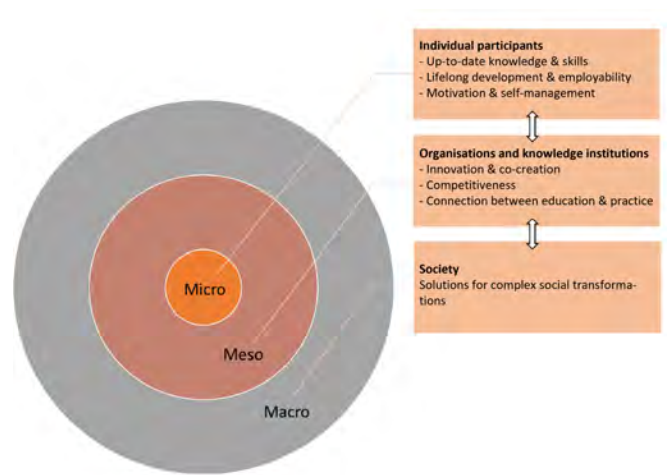 Individual participants
- Up-to-date knowledge & skills
- Lifelong development & employability
- Motivation & self-management
Organisations and knowledge institutions
- Innovation & co-creation
- Competitiveness
- Connection between education & practice
Society
Solutions for complex social transforma-
tions
Micro
Meso
Macro